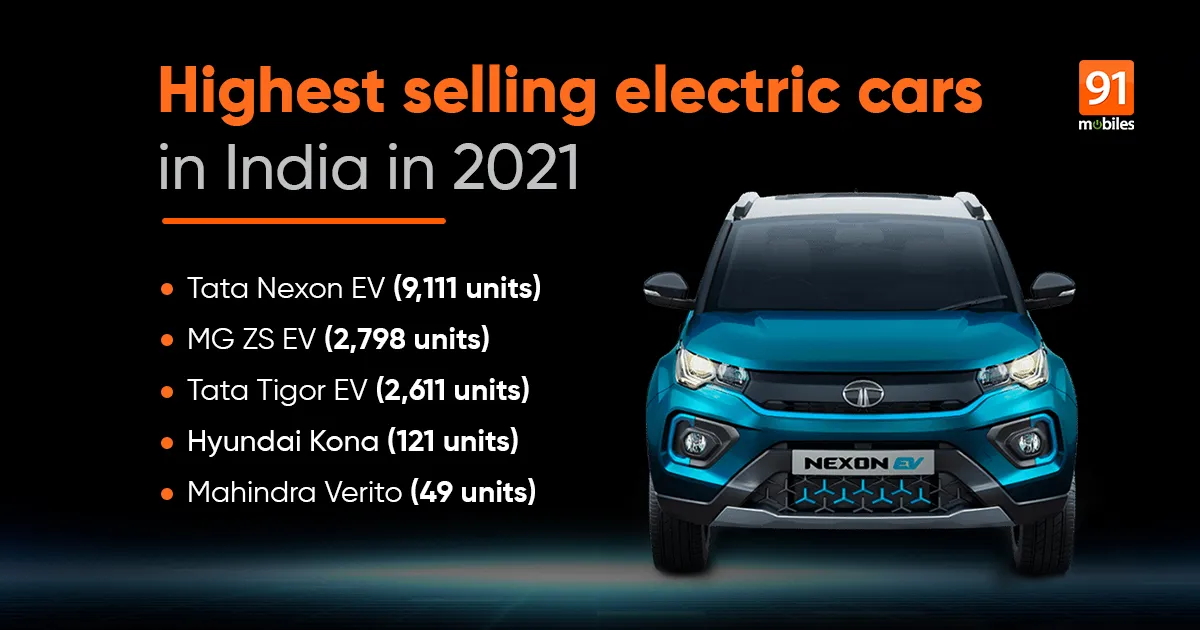 Highest selling electric cars
in India in 2021
91
mobiles
• Tata Nexon EV (9,111 units)
• MG ZS EV (2,798 units)
• Tata Tigor EV (2,611 units)
• Hyundai Kona (121 units)
• Mahindra Verito (49 units)
NEXON EV